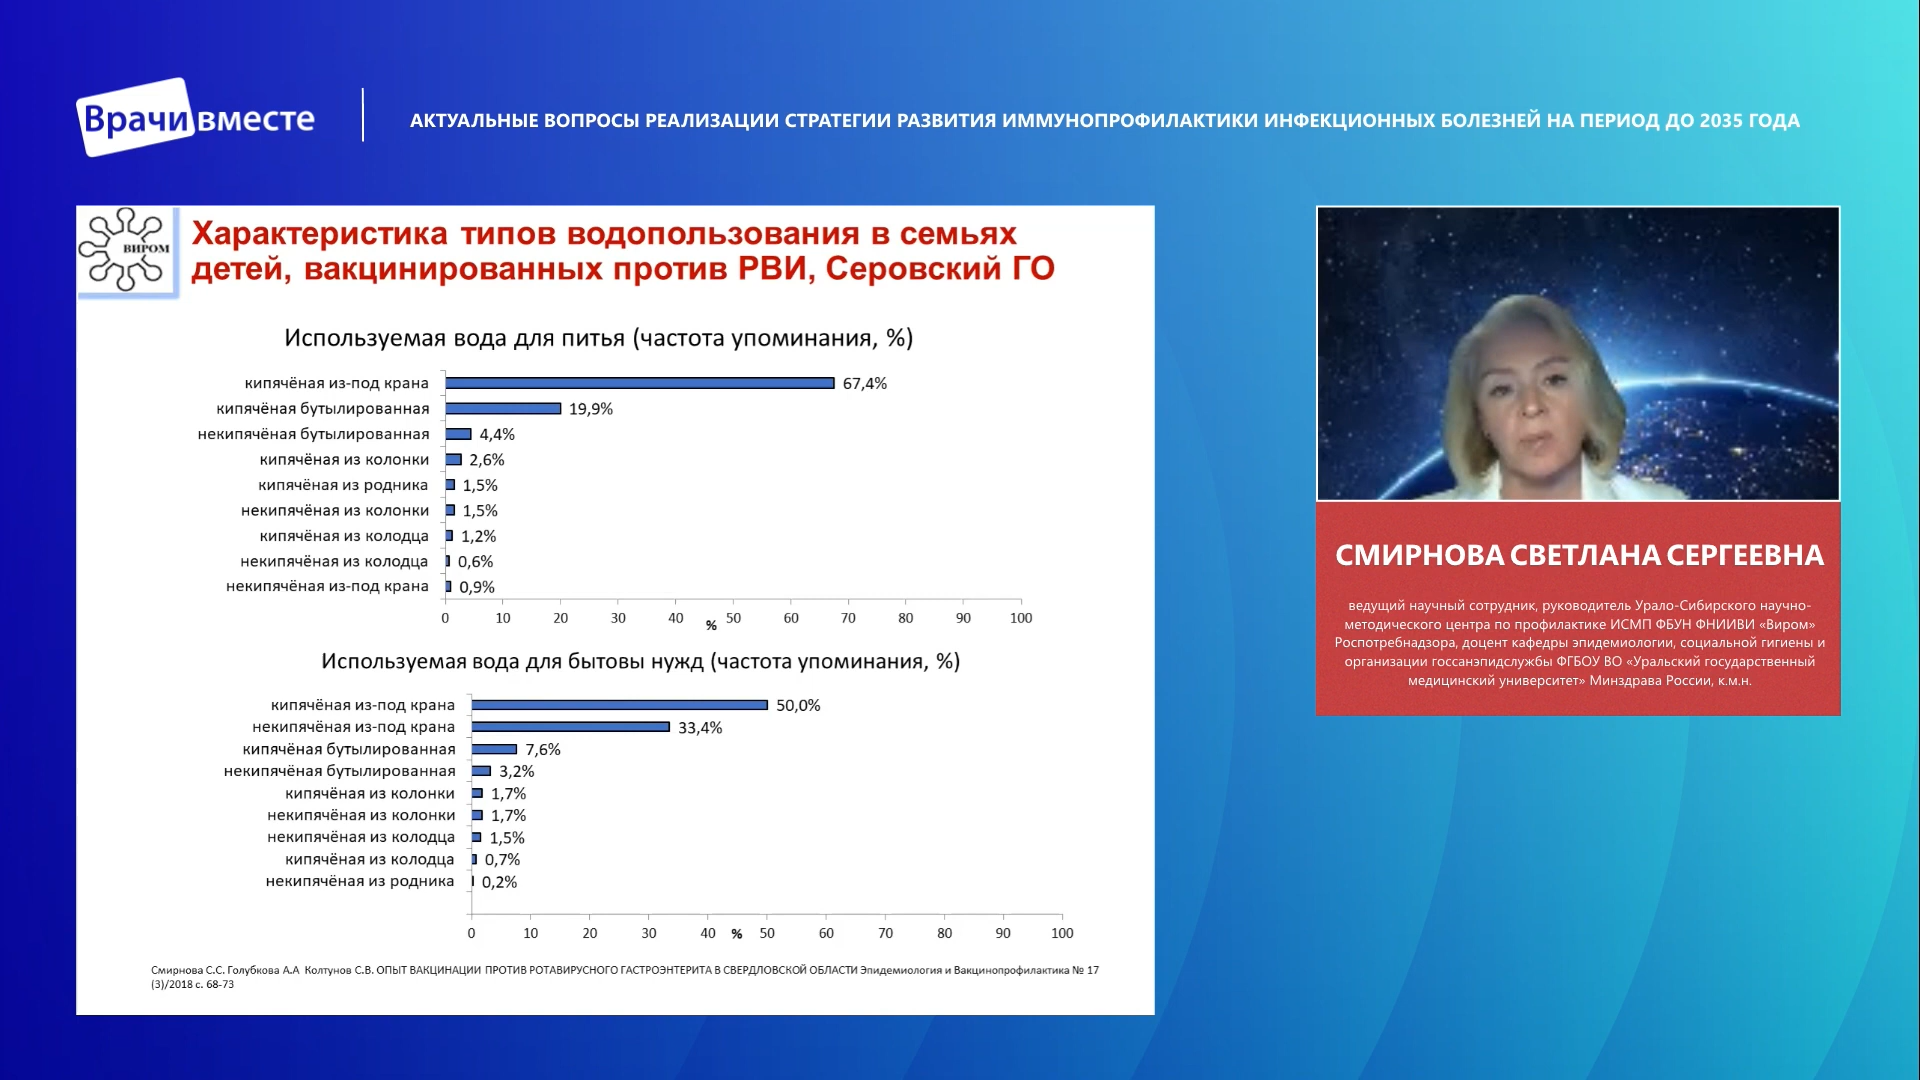 Врачи вместе
АКТУАЛЬНЫЕ ВОПРОСЫ РЕАЛИЗАЦИИ СТРАТЕГИИ РАЗВИТИЯ ИММУНОПРОФИЛАКТИКИ ИНФЕКЦИОННЫХ БОЛЕЗНЕЙ НА ПЕРИОД ДО 2035 ГОДА
ВИРОМ
Характеристика типов водопользования в семьях
детей, вакцинированных против РВИ, Серовский ГО
Используемая вода для питья (частота упоминания, %)
кипячёная из-под крана 67,4%
кипячёная бутылированная 19,9%
некипячёная бутылированная 4,4%
кипячёная из колонки 2,6%
кипячёная из родника 1,5%
некипячёная из колонки 1,5%
кипячёная из колодца 1,2%
некипячёная из колодца 0,6%
некипячёная из-под крана 0,9%
0 10 20 30 40 50 60 70 80 90 100
%
Используемая вода для бытовы нужд (частота упоминания, %)
кипячёная из-под крана 50,0%
некипячёная из-под крана 33,4%
кипячёная бутылированная 7,6%
некипячёная бутылированная 3,2%
кипячёная из колонки 1,7%
некипячёная из колонки 1,7%
некипячёная из колодца 1,5%
кипячёная из колодца 0,7%
некипячёная из родника 0,2%
0 10 20 30 40 % 50 60 70 80 90 100
Смирнова С.С. Голубкова А.А Колтунов С.В. ОПЫТ ВАКЦИНАЦИИ ПРОТИВ РОТАВИРУСНОГО ГАСТРОЭНТЕРИТА В СВЕРДЛОВСКОЙ ОБЛАСТИ Эпидемиология и Вакцинопрофилактика № 17
(3)/2018 с. 68-73
СМИРНОВА СВЕТЛАНА СЕРГЕЕВНА
ведущий научный сотрудник, руководитель Урало-Сибирского научно-
методического центра по профилактике ИСМП ФБУН ФНИИВИ «Виром»
Роспотребнадзора, доцент кафедры эпидемиологии, социальной гигиены и
организации госсанэпидслужбы ФГБОУ ВО «Уральский государственный
медицинский университет» Минздрава России, к.м.н.